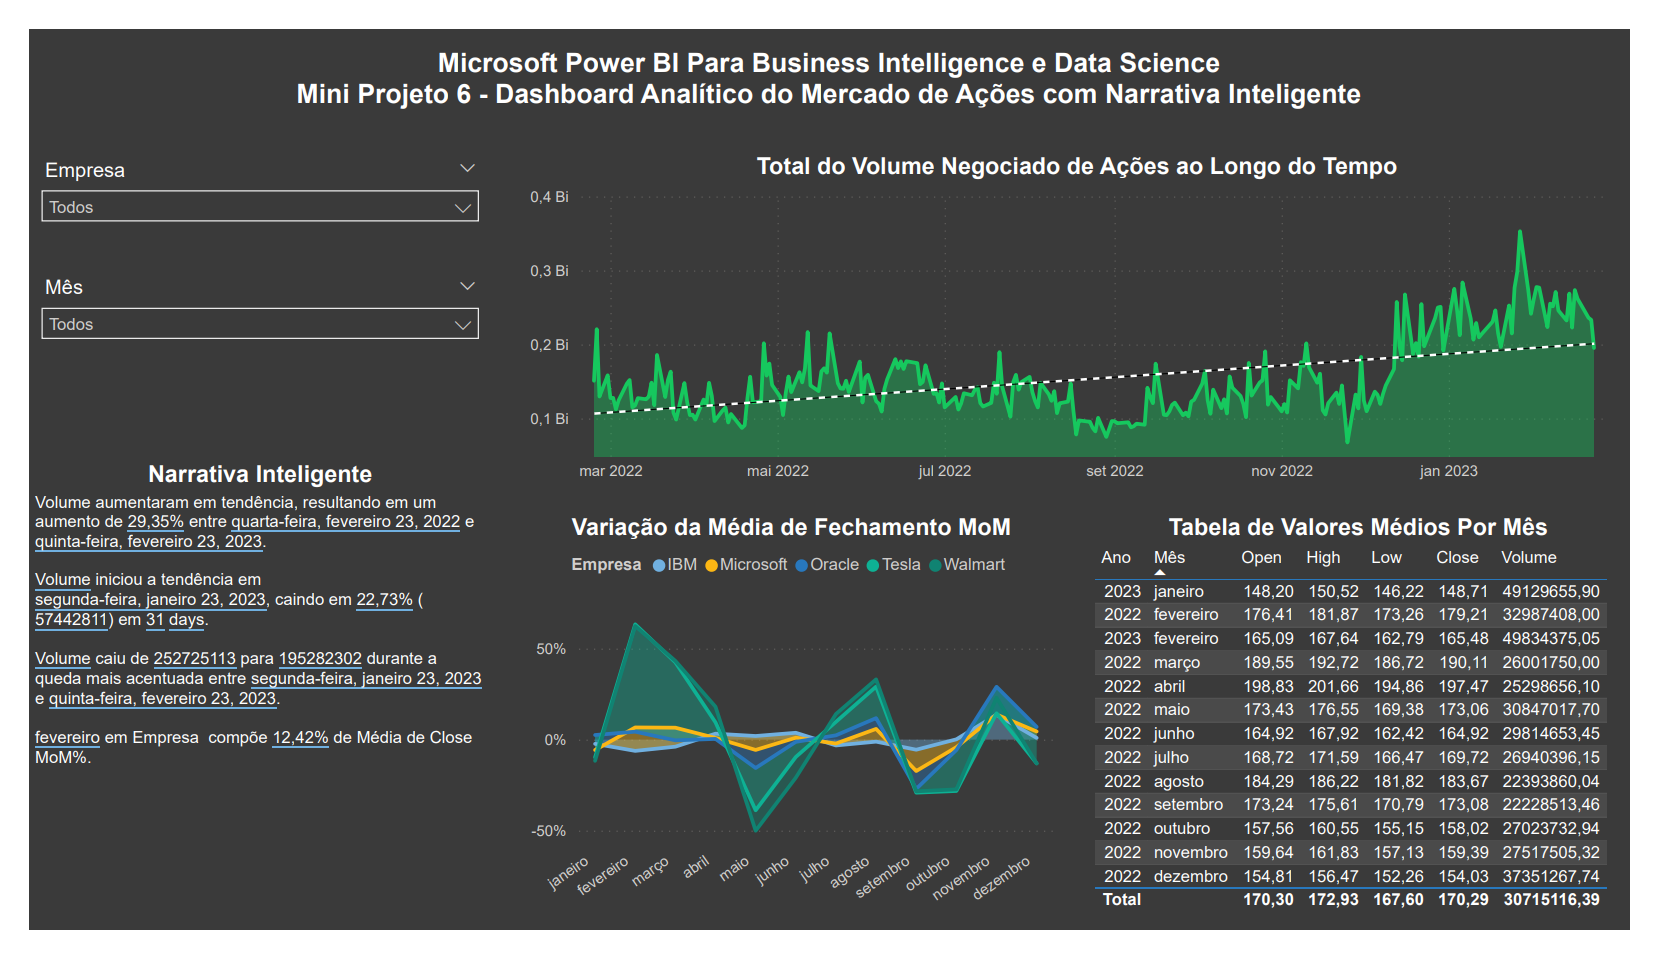 Microsoft Power BI Para Business Intelligence e Data Science
Mini Projeto 6 - Dashboard Analítico do Mercado de Ações com Narrativa Inteligente
Empresa
Todos
Mês
Todos
Narrativa Inteligente
Volume aumentaram em tendência, resultando em um
aumento de 29,35% entre quarta-feira, fevereiro 23, 2022 e
quinta-feira, fevereiro 23, 2023.
Volume iniciou a tendência em
segunda-feira, janeiro 23, 2023, caindo em 22,73% (
57442811) em 31 days.
Volume caiu de 252725113 para 195282302 durante a
queda mais acentuada entre segunda-feira, janeiro 23, 2023
e quinta-feira, fevereiro 23, 2023.
fevereiro em Empresa  compõe 12,42% de Média de Close
MoM%.
Total do Volume Negociado de Ações ao Longo do Tempo
0,4 Bi
0,3 Bi
0,2 Bi
0,1 Bi
mar 2022 mai 2022 jul 2022 set 2022 nov 2022 jan 2023
Variação da Média de Fechamento MoM
Empresa IBM Microsoft Oracle Tesla Walmart
50%
0%
-50%
janeiro fevereiro março abril maio junho julho agosto setembro outubro novembro dezembro
Tabela de Valores Médios Por Mês
Ano Mês Open High Low Close Volume
2023 janeiro 148,20 150,52 146,22 148,71 49129655,90
2022 fevereiro 176,41 181,87 173,26 179,21 32987408,00
2023 fevereiro 165,09 167,64 162,79 165,48 49834375,05
2022 março 189,55 192,72 186,72 190,11 26001750,00
2022 abril 198,83 201,66 194,86 197,47 25298656,10
2022 maio 173,43 176,55 169,38 173,06 30847017,70
2022 junho 164,92 167,92 162,42 164,92 29814653,45
2022 julho 168,72 171,59 166,47 169,72 26940396,15
2022 agosto 184,29 186,22 181,82 183,67 22393860,04
2022 setembro 173,24 175,61 170,79 173,08 22228513,46
2022 outubro 157,56 160,55 155,15 158,02 27023732,94
2022 novembro 159,64 161,83 157,13 159,39 27517505,32
2022 dezembro 154,81 156,47 152,26 154,03 37351267,74
Total 170,30 172,93 167,60 170,29 30715116,39